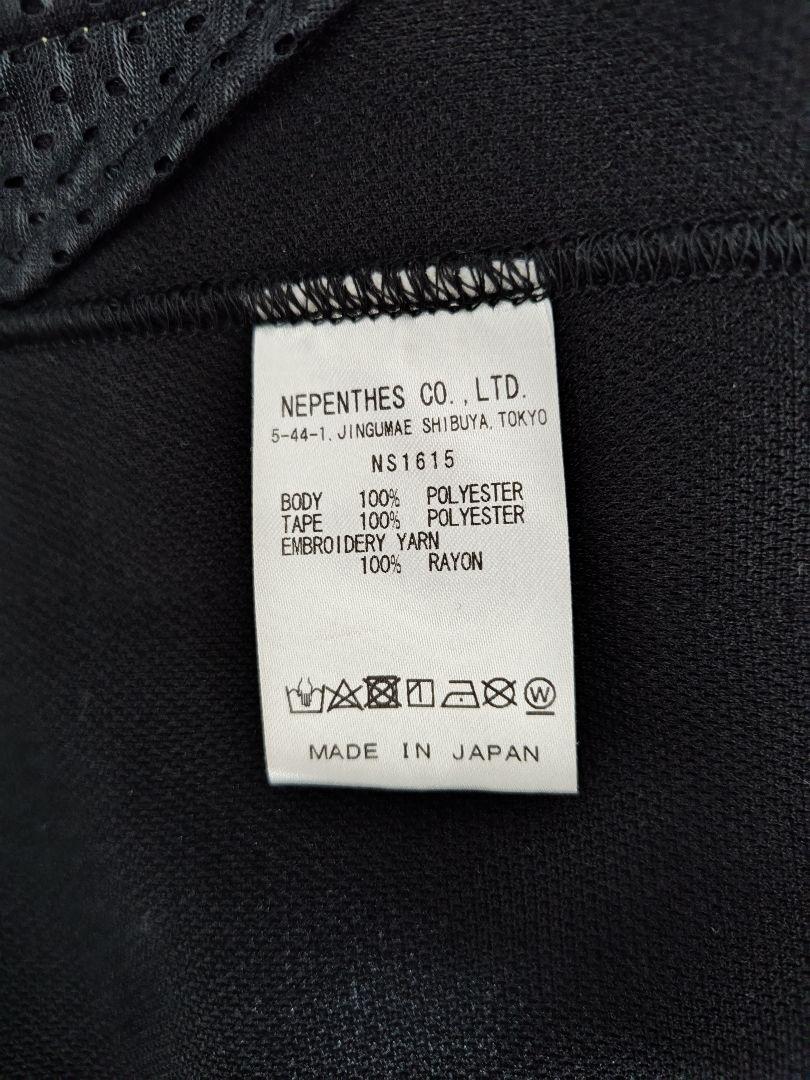 NEPENTHES CO.,LTD.
5-44-1, JINGUMAE SHIBUYA, TOKYO
NS1615
BODY 100% POLYESTER
TAPE 100% POLYESTER
EMBROIDERY YARN
100% RAYON
W
MADE IN JAPAN